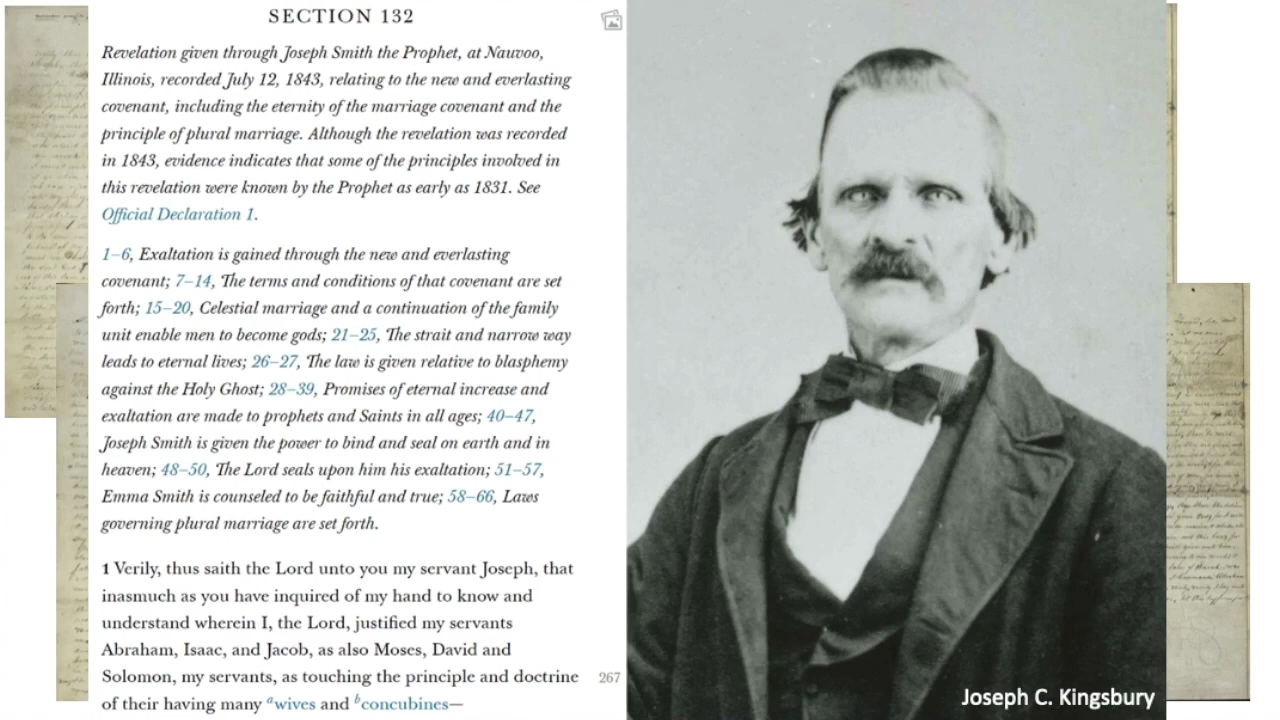 SECTION 132
Revelation given through Joseph Smith the Prophet, at Nauvoo,
Illinois, recorded July 12, 1843, relating to the new and everlasting
covenant, including the eternity of the marriage covenant and the
principle of plural marriage. Although the revelation was recorded
in 1843, evidence indicates that some of the principles involved in
this revelation were known by the Prophet as early as 1831. See
Official Declaration 1.
1–6, Exaltation is gained through the new and everlasting
covenant; 7–14, The terms and conditions of that covenant are set
forth; 15–20, Celestial marriage and a continuation of the family
unit enable men to become gods; 21–25, The strait and narrow way
leads to eternal lives; 26–27, The law is given relative to blasphemy
against the Holy Ghost; 28–39, Promises of eternal increase and
exaltation are made to prophets and Saints in all ages; 40–47,
Joseph Smith is given the power to bind and seal on earth and in
heaven; 48–50, The Lord seals upon him his exaltation; 51–57,
Emma Smith is counseled to be faithful and true; 58–66, Laws
governing plural marriage are set forth.
1 Verily, thus saith the Lord unto you my servant Joseph, that
inasmuch as you have inquired of my hand to know and
understand wherein I, the Lord, justified my servants
Abraham, Isaac, and Jacob, as also Moses, David and
Solomon, my servants, as touching the principle and doctrine
of their having many a wives and b concubines—
267
Joseph C. Kingsbury